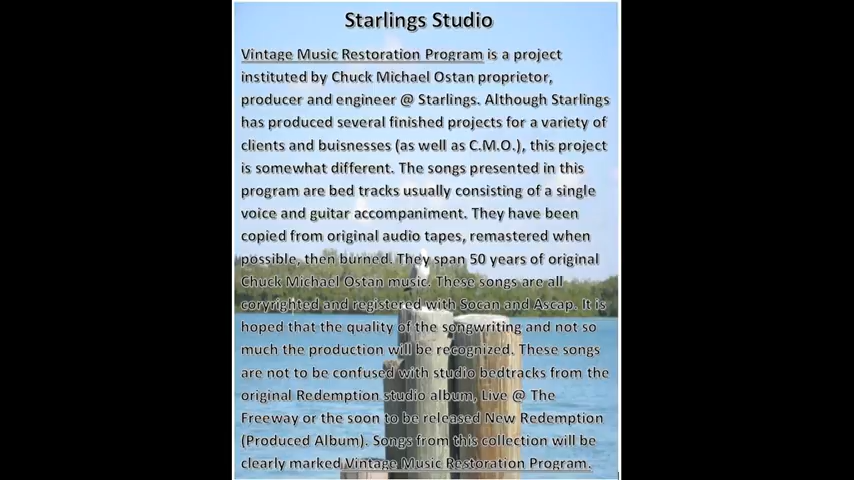 Starlings Studio
Vintage Music Restoration Program is a project
instituted by Chuck Michael Ostan proprietor,
producer and engineer @ Starlings. Although Starlings
has produced several finished projects for a variety of
clients and buisnesses (as well as C.M.O.), this project
is somewhat different. The songs presented in this
program are bed tracks usually consisting of a single
voice and guitar accompaniment. They have been
copied from original audio tapes, remastered when
possible, then burned. They span 50 years of original
Chuck Michael Ostan music. These songs are all
coryrighted and registered with Socan and Ascap. It is
hoped that the quality of the songwriting and not so
much the production will be recognized. These songs
are not to be confused with studio bedtracks from the
original Redemption studio album, Live @ The
Freeway or the soon to be released New Redemption
(Produced Album). Songs from this collection will be
clearly marked Vintage Music Restoration Program.